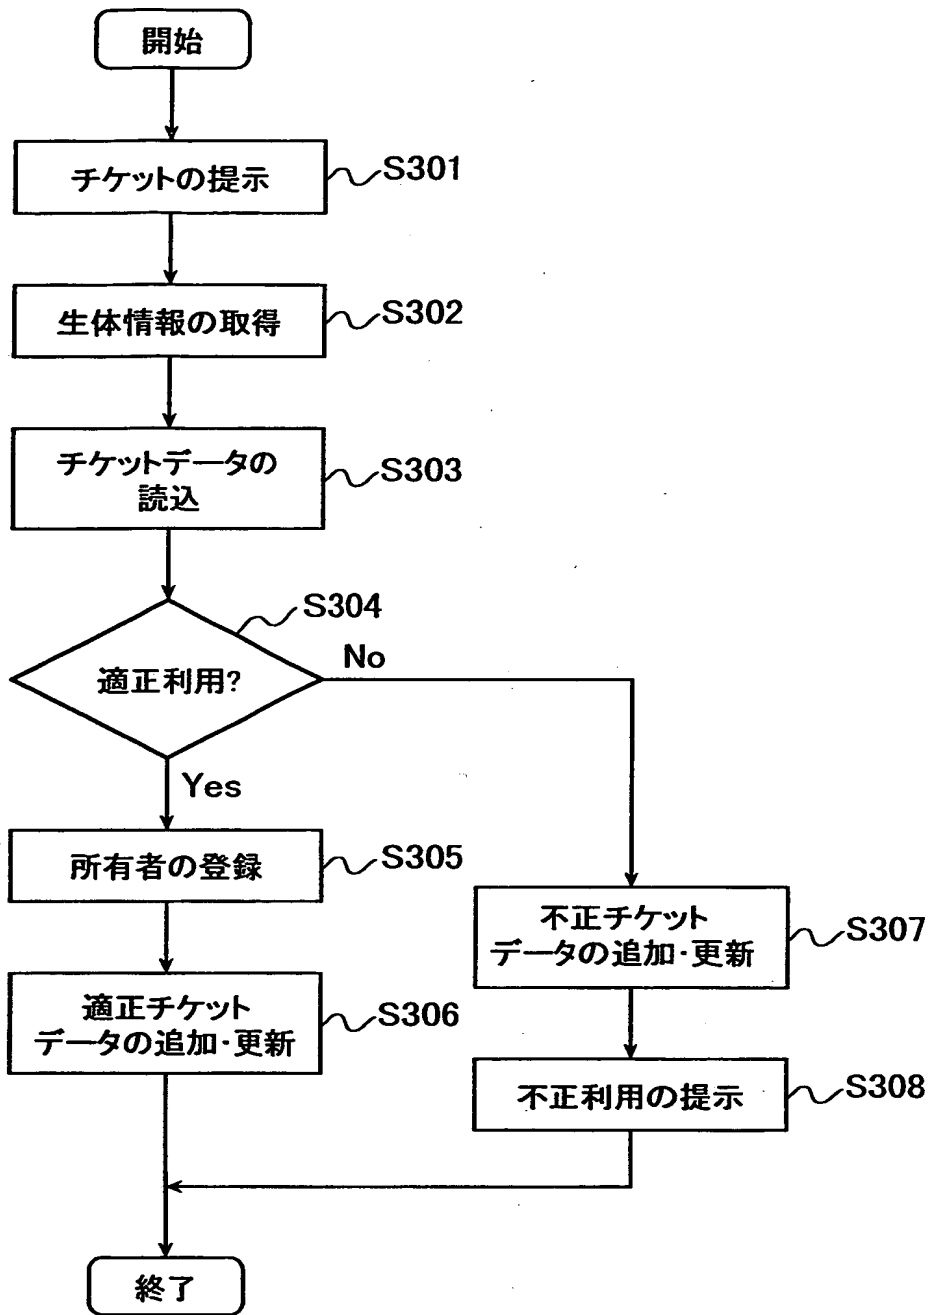 開始
チケットの提示
S301
生体情報の取得
S302
チケットデータの
読込
S303
S304
適正利用?
No
Yes
所有者の登録
S305
適正チケット
データの追加・更新
S306
不正チケット
データの追加・更新
S307
不正利用の提示
S308
終了